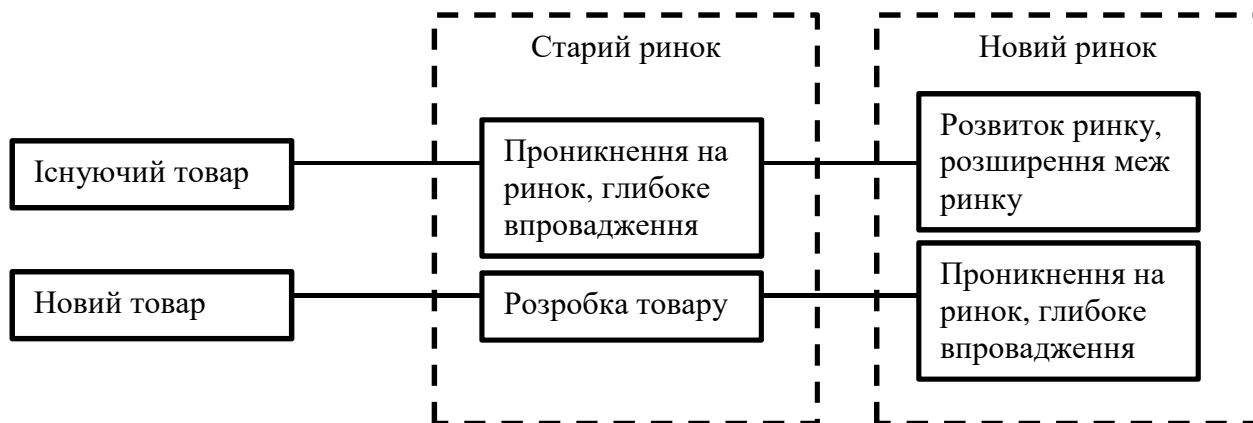 Старий ринок
Новий ринок
Існуючий товар
Проникнення на
ринок, глибоке
впровадження
Розвиток ринку,
розширення меж
ринку
Новий товар
Розробка товару
Проникнення на
ринок, глибоке
впровадження